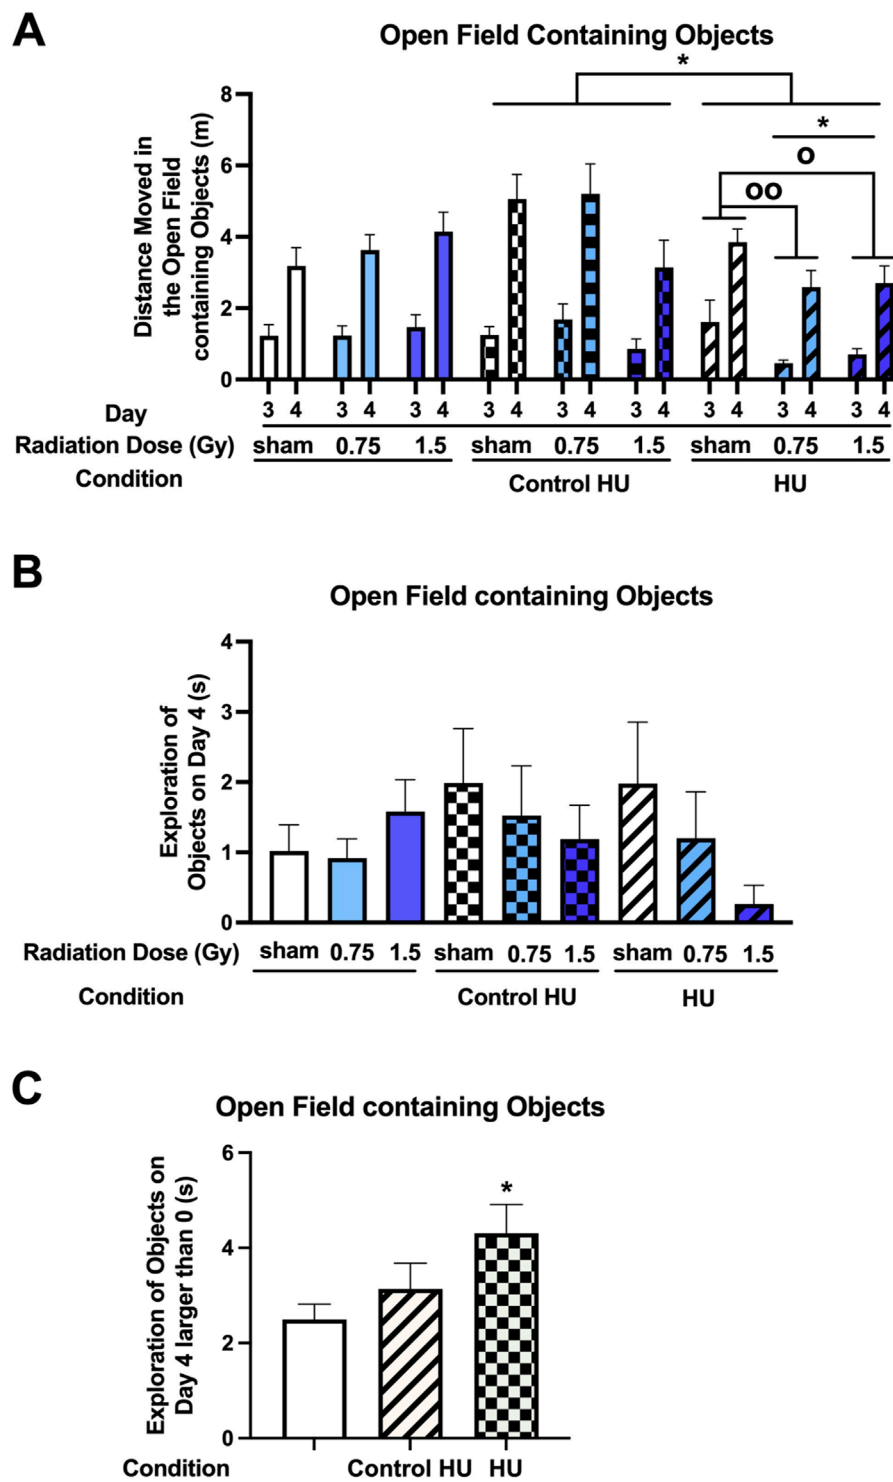 A
Open Field Containing Objects
*
8
6
4
2
0
Distance Moved in
the Open Field
containing Objects (m)
*
O
OO
Day 3 4 3 4 3 4 3 4 3 4 3 4 3 4 3 4 3 4
Radiation Dose (Gy) sham 0.75 1.5 sham 0.75 1.5 sham 0.75 1.5
Condition Control HU HU
B
Open Field containing Objects
4
3
2
1
0
Exploration of
Objects on Day 4 (s)
Radiation Dose (Gy) sham 0.75 1.5 sham 0.75 1.5 sham 0.75 1.5
Condition Control HU HU
C
Open Field containing Objects
6
4
2
0
Exploration of Objects on
Day 4 larger than 0 (s)
*
Condition Control HU HU